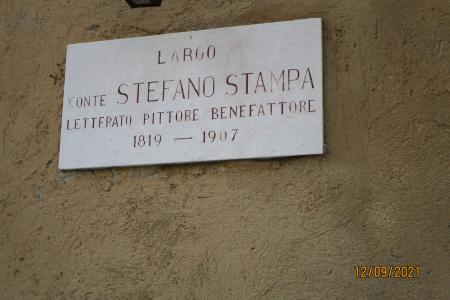 LARGO
CONTE STEFANO STAMPA
LETTERATO PITTORE BENEFATTORE
1819 — 1907
12/09/2021